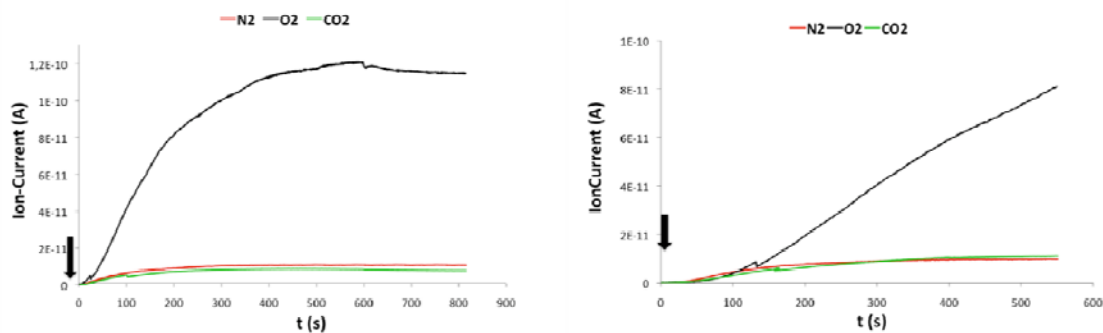 N2 O2 CO2
Ion-Current (A)
1,2E-10
1E-10
8E-11
6E-11
4E-11
2E-11
0
0 100 200 300 400 500 600 700 800 900
t (s)
N2 O2 CO2
IonCurrent (A)
1E-10
8E-11
6E-11
4E-11
2E-11
0
0 100 200 300 400 500 600
t (s)